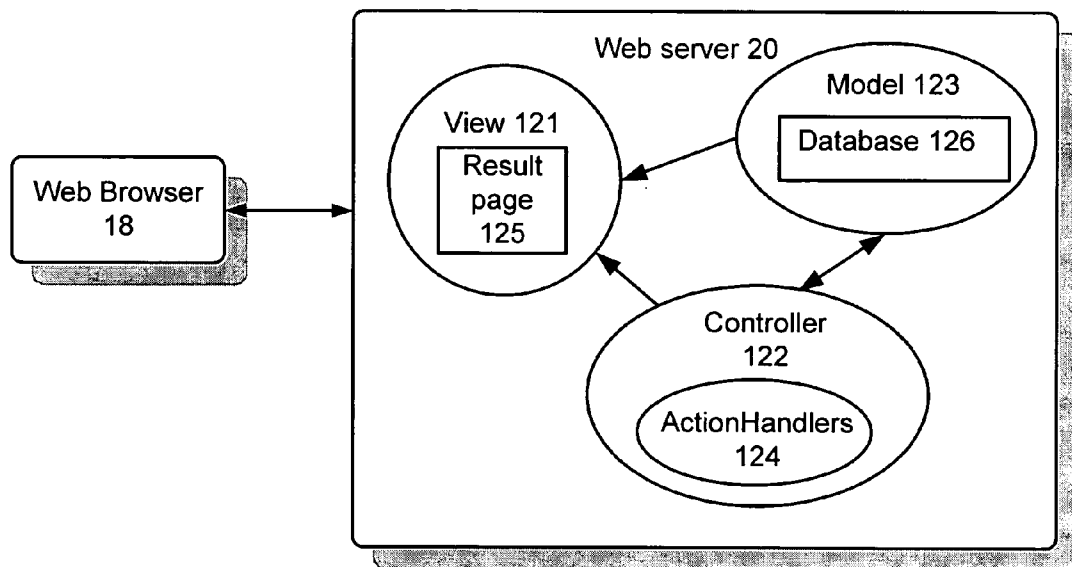 Web server 20
Model 123
Database 126
View 121
Result
page
125
Web Browser
18
Controller
122
ActionHandlers
124